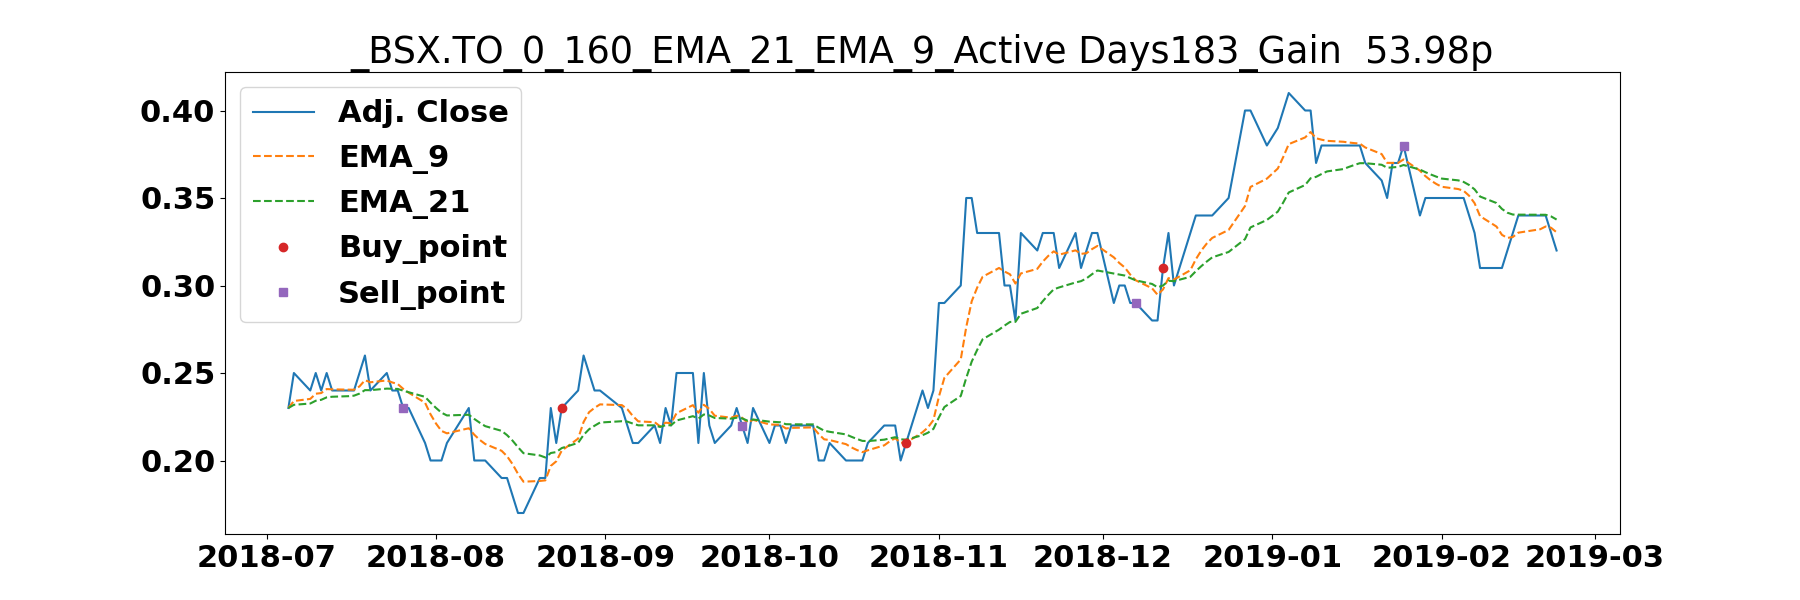 _BSX.TO_0_160_EMA_21_EMA_9_Active Days183_Gain  53.98p
0.40
0.35
0.30
0.25
0.20
Adj. Close
EMA_9
EMA_21
Buy_point
Sell_point
2018-07 2018-08 2018-09 2018-10 2018-11 2018-12 2019-01 2019-02 2019-03